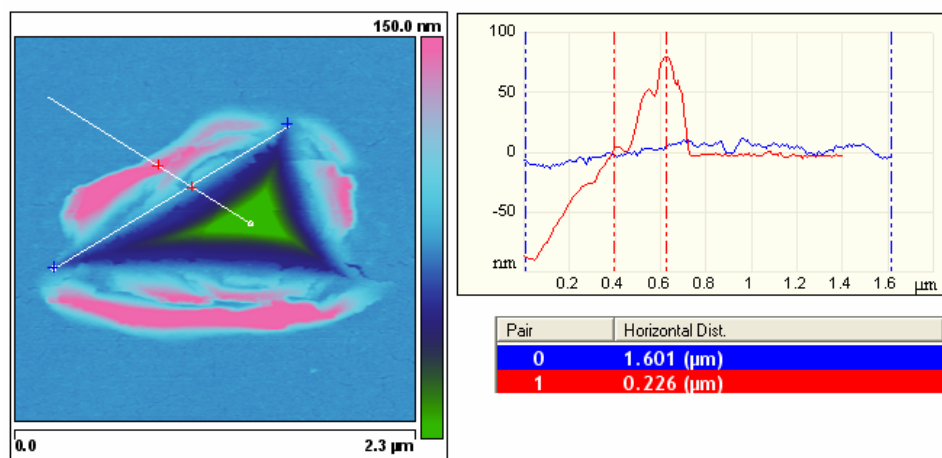 150.0 nm
0.0
2.3 µm
100
50
0
-50
nm
0.2 0.4 0.6 0.8 1.0 1.2 1.4 1.6 µm
Pair Horizontal Dist.
0 1.601 (µm)
1 0.226 (µm)